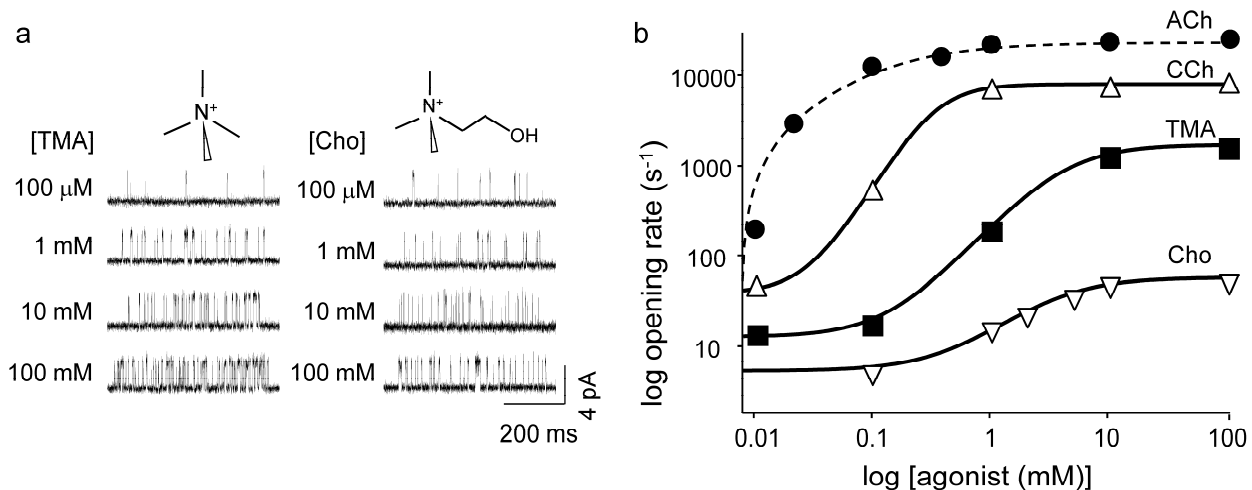 a
[TMA]
N+
100 μM
1 mM
10 mM
100 mM
[Cho]
N+
OH
100 μM
1 mM
10 mM
100 mM
4 pA
200 ms
b
log opening rate (s-1)
10000
1000
100
10
ACh
CCh
TMA
Cho
0.01 0.1 1 10 100
log [agonist (mM)]